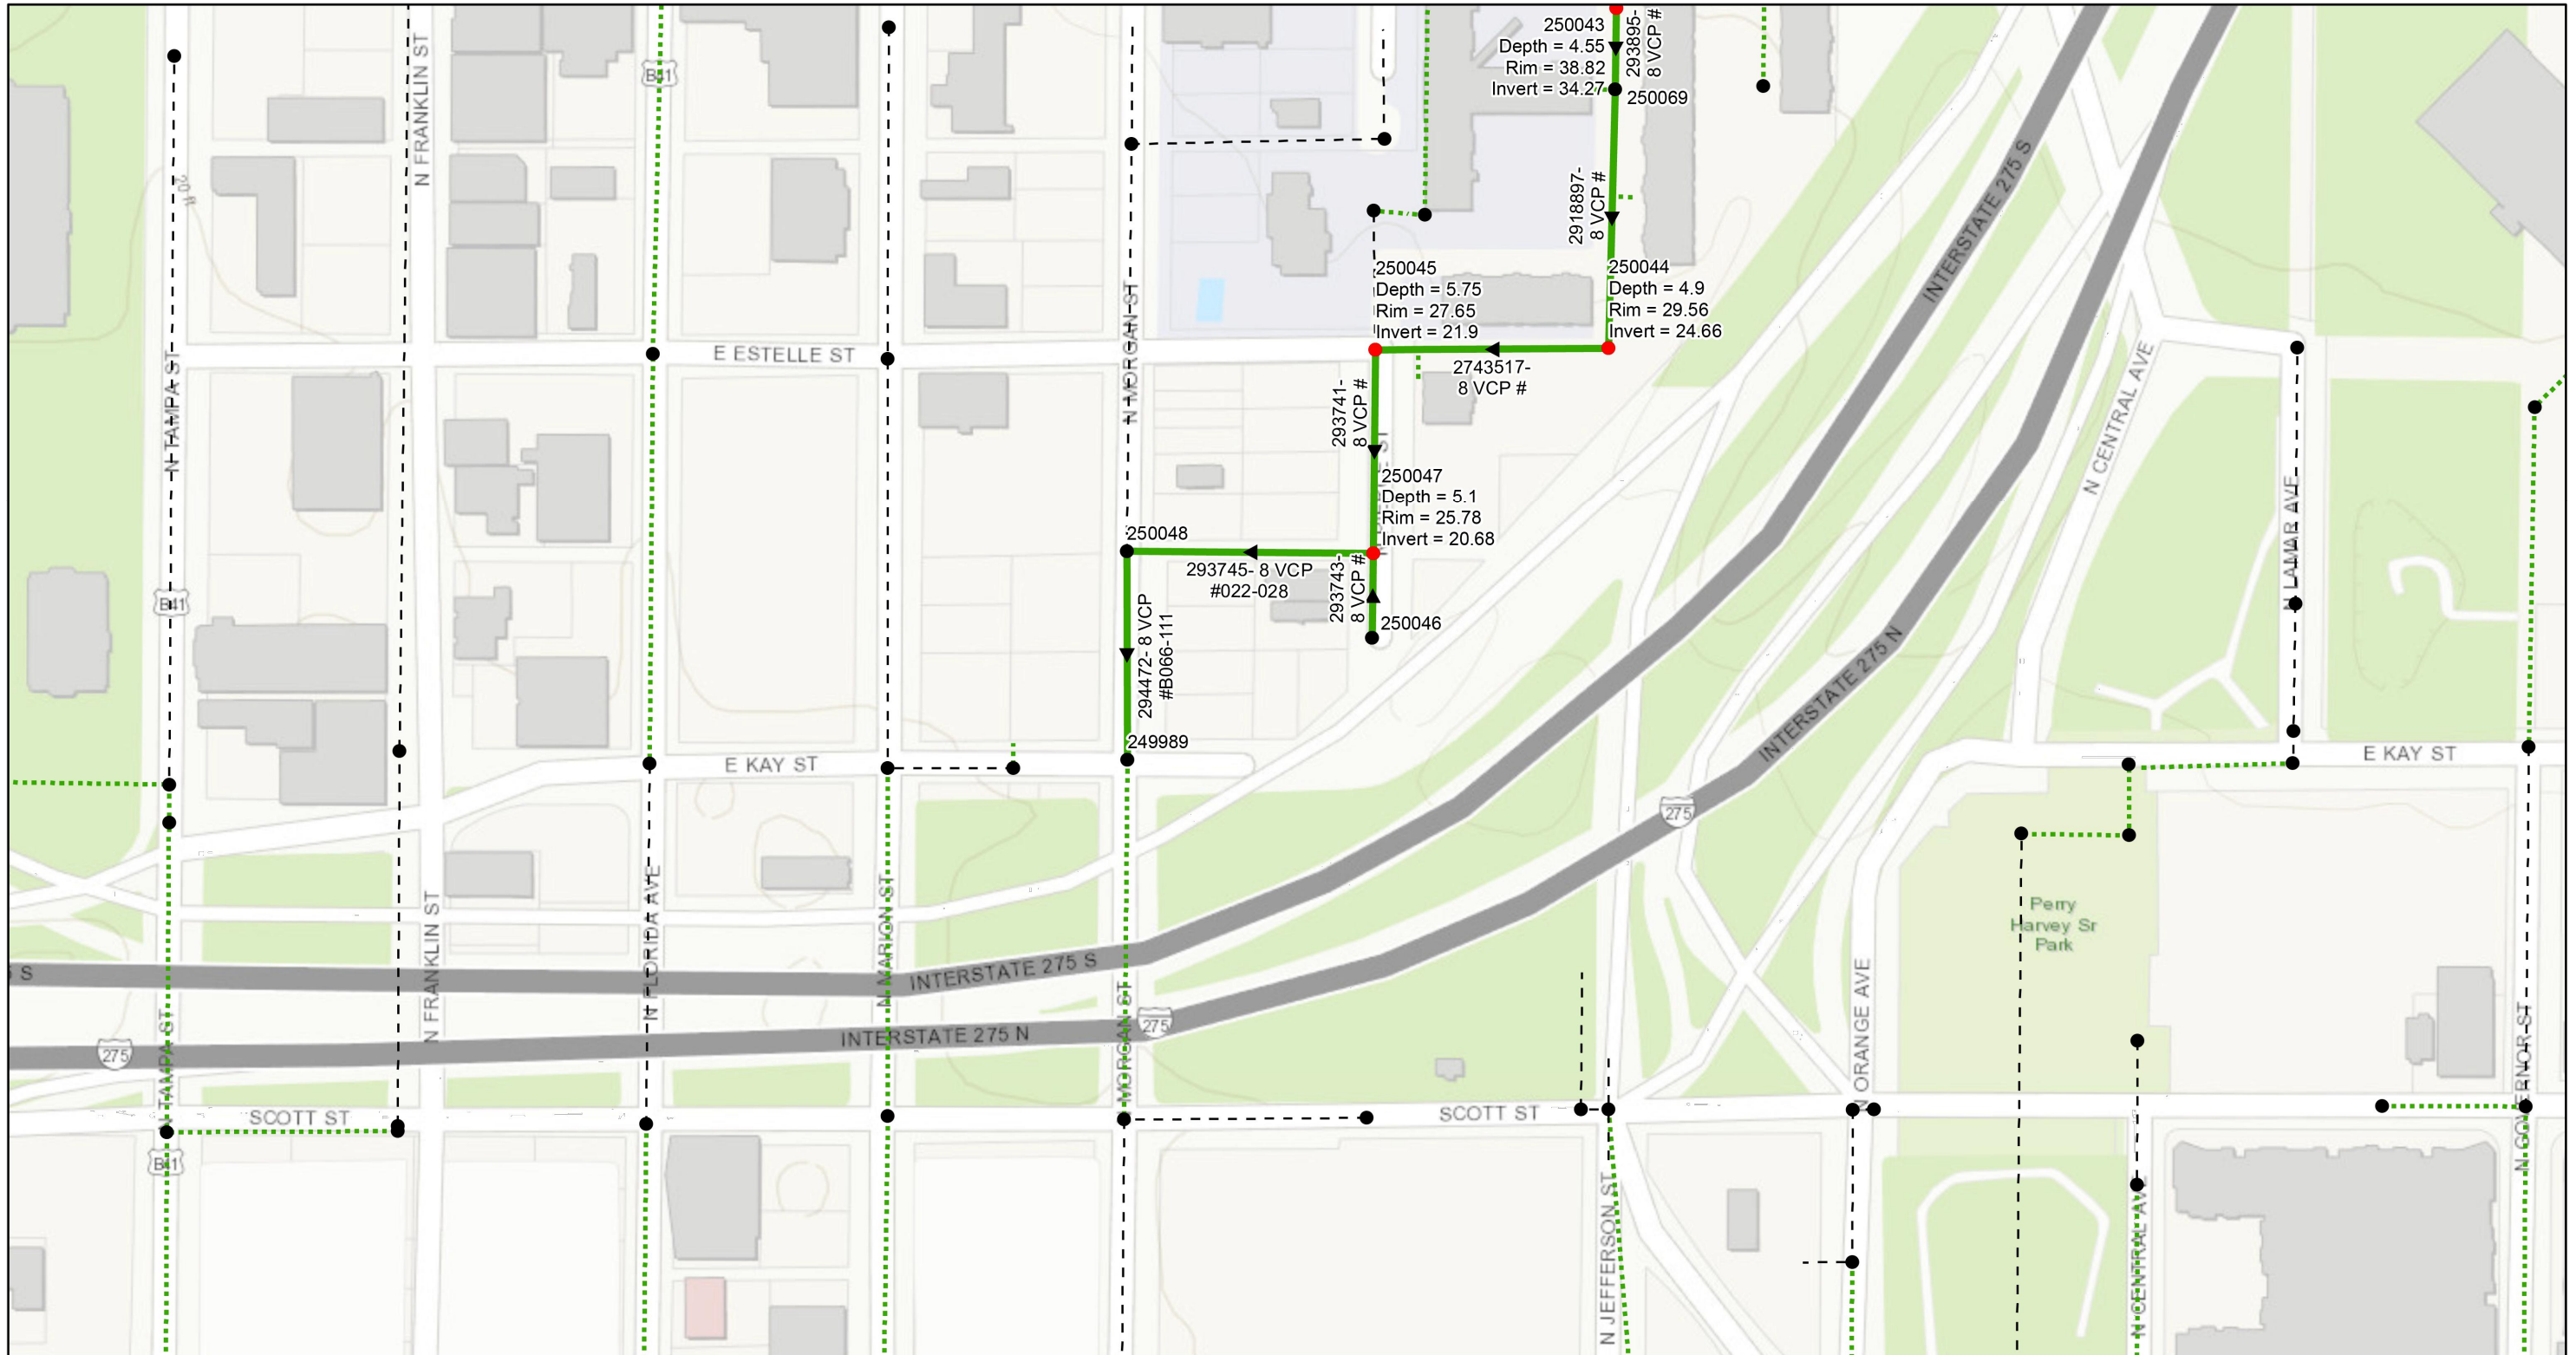 250043
Depth = 4.55
Rim = 38.82
Invert = 34.27
293895-
8 VCP #
250069
N FRANKLIN ST
B41
20 ft
2918897-
8 VCP #
INTERSTATE 275 S
250045
Depth = 5.75
Rim = 27.65
Invert = 21.9
250044
Depth = 4.9
Rim = 29.56
Invert = 24.66
N MORGAN ST
E ESTELLE ST
N TAMPA ST
2743517-
8 VCP #
293741-
8 VCP #
N CENTRAL AVE
250047
Depth = 5.1
Rim = 25.78
Invert = 20.68
250048
N LAMAR AVE
293745- 8 VCP
#022-028
293743-
8 VCP #
B41
250046
294472- 8 VCP
#B066-111
INTERSTATE 275 N
249989
E KAY ST
E KAY ST
275
Perry
Harvey Sr
Park
N FRANKLIN ST
N FLORIDA AVE
N MARION ST
S
INTERSTATE 275 S
N ORANGE AVE
INTERSTATE 275 N
275
275
N TAMPA ST
N MORGAN ST
N GOVERNOR ST
SCOTT ST
SCOTT ST
B41
N JEFFERSON ST
N CENTRAL AVE